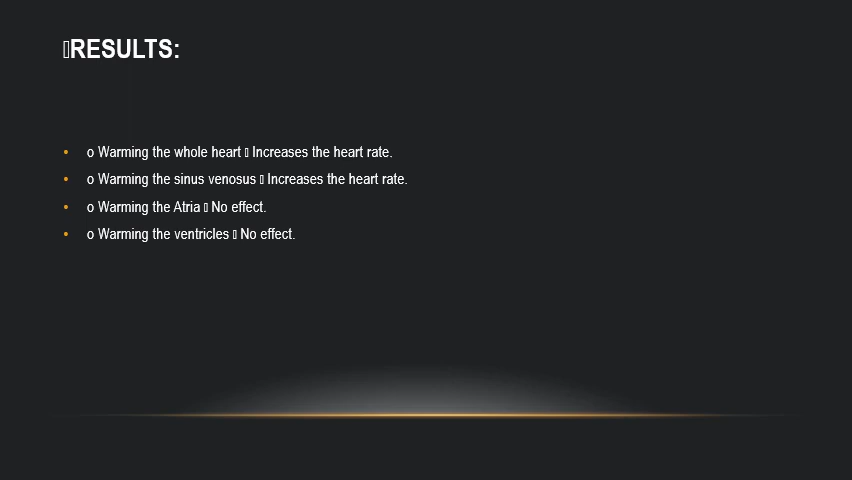 ▯RESULTS:
• o Warming the whole heart ▯ Increases the heart rate.
• o Warming the sinus venosus ▯ Increases the heart rate.
• o Warming the Atria ▯ No effect.
• o Warming the ventricles ▯ No effect.